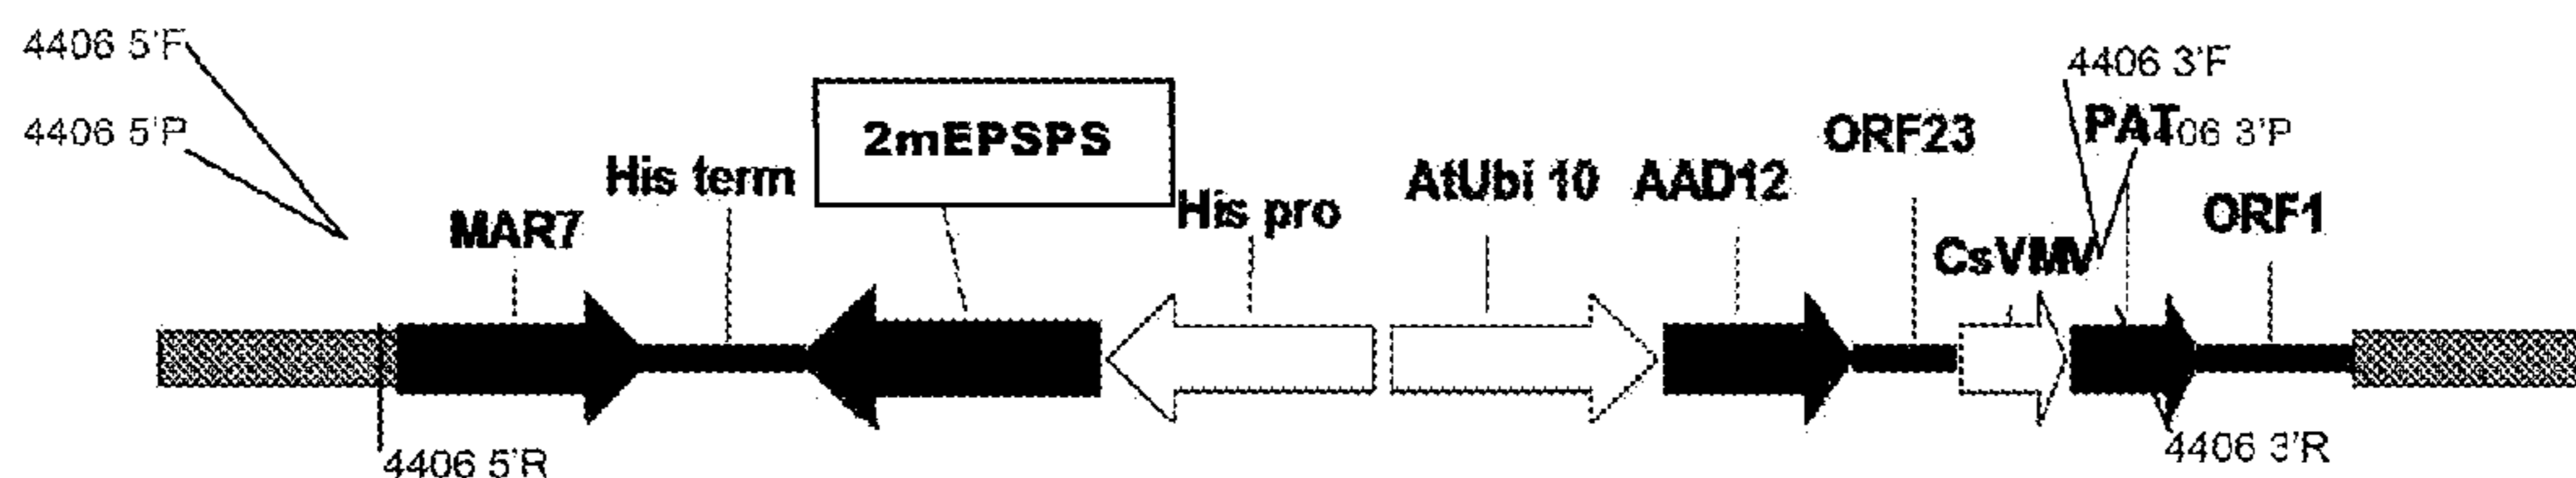 4406 5'F
4406 5'P
MAR7
His term
2mEPSPS
His pro
AtUbi 10
AAD12
ORF23
CsVMV
4406 3'F
PAT
06 3'P
ORF1
4406 5'R
4406 3'R